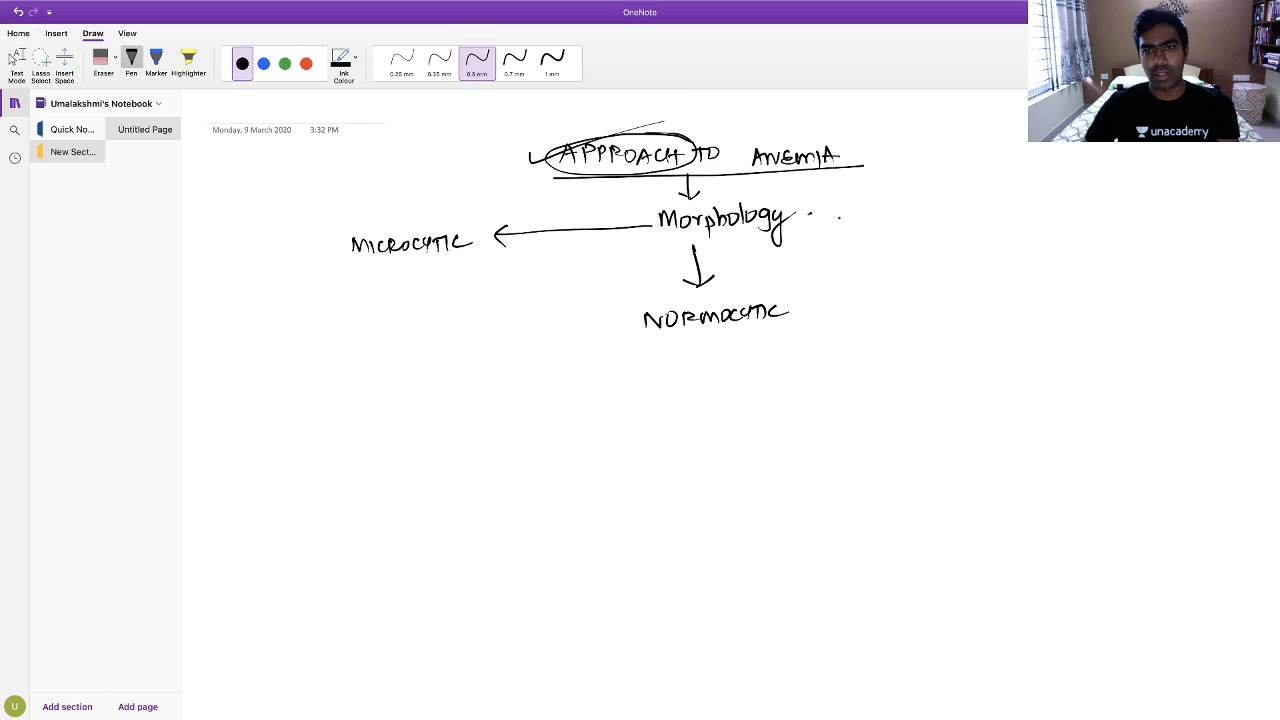 OneNote
Home Insert Draw View
Text Mode
Lasso Select
Insert Space
Eraser
Pen
Marker
Highlighter
Ink Colour
0.25 mm
0.35 mm
0.5 mm
0.7 mm
1 mm
Umalakshmi's Notebook
Quick No...
New Sect...
Untitled Page
Monday, 9 March 2020 3:32 PM
APPROACH TO ANEMIA
Morphology
MICROCYTIC
NORMOCYTIC
unacademy
U
Add section
Add page